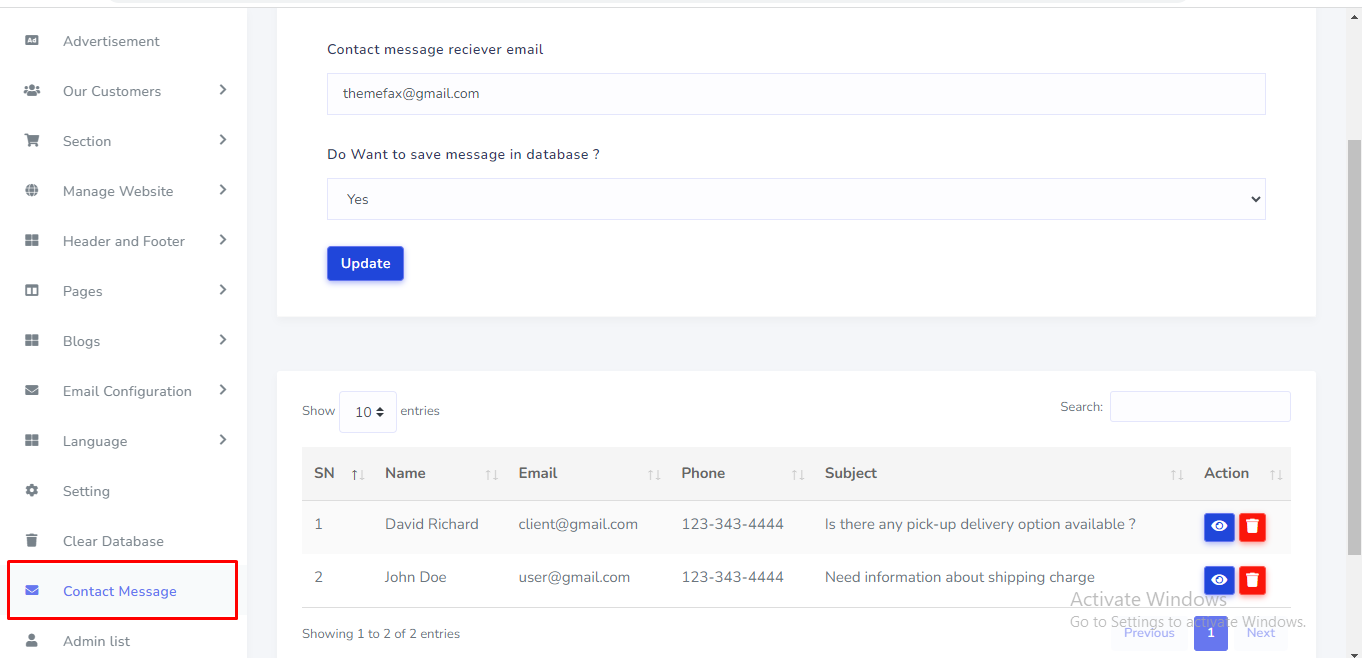 Advertisement
Our Customers
Section
Manage Website
Header and Footer
Pages
Blogs
Email Configuration
Language
Setting
Clear Database
Contact Message
Admin list
Contact message reciever email
themefax@gmail.com
Do Want to save message in database ?
Yes
Update
Show 10 entries
Search:
SN Name Email Phone Subject Action
1 David Richard client@gmail.com 123-343-4444 Is there any pick-up delivery option available ?
2 John Doe user@gmail.com 123-343-4444 Need information about shipping charge
Activate Windows
Go to Settings to activate Windows.
Showing 1 to 2 of 2 entries
Previous 1 Next